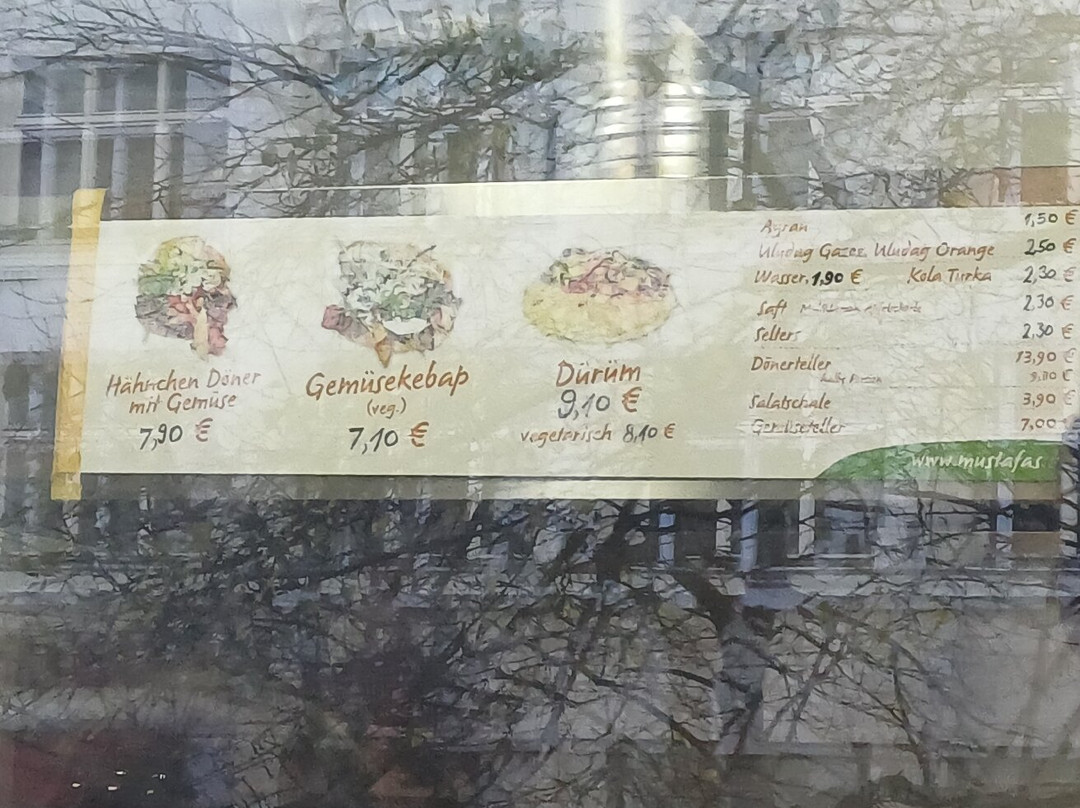 Hähnchen Döner
mit Gemüse
7,90 €
Gemüsekebap
(veg.)
7,10 €
Dürüm
9,10 €
vegetarisch 8,10 €
Ayran 1,50 €
Uludag Gazoz Uludag Orange 2,50 €
Wasser 1,90 € Kola Turka 2,30 €
Saft 2,30 €
Sellers 2,30 €
Dönerteller 13,90 €
Salatschale 3,90 €
Gemüseteller 7,00
www.mustafas